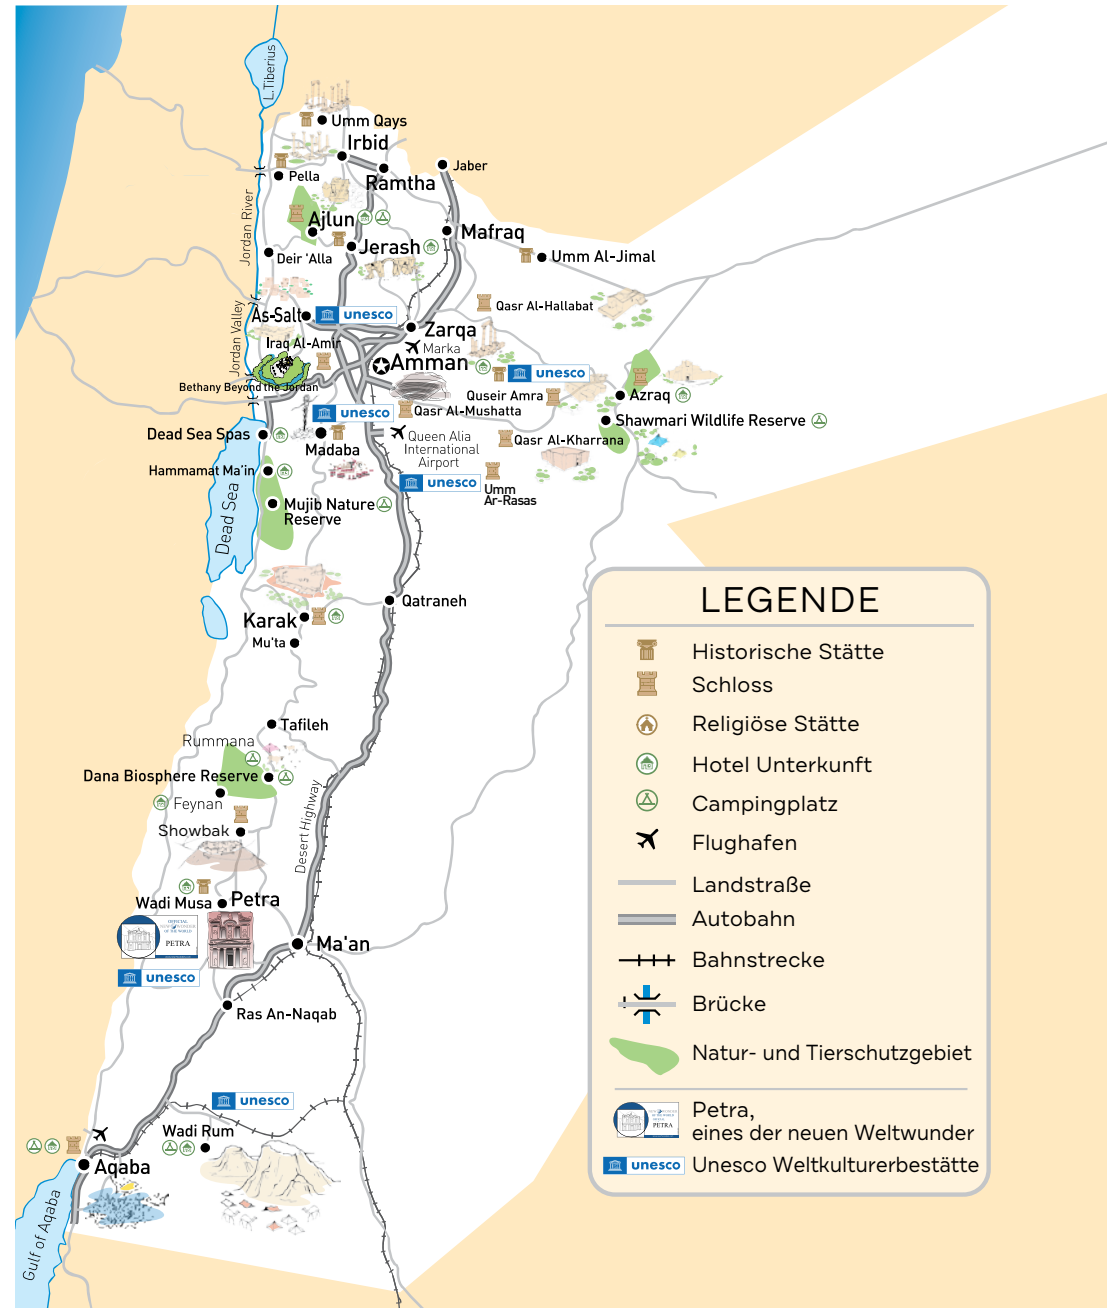 L.Tiberius
Umm Qays
Irbid
Jaber
Pella
Ramtha
Jordan River
Ajlun
Mafraq
Jerash
Deir 'Alla
Umm Al-Jimal
Qasr Al-Hallabat
Jordan Valley
As-Salt
unesco
Zarqa
Iraq Al-Amir
Marka
Amman
unesco
Bethany Beyond the Jordan
Quseir Amra
Azraq
unesco
Qasr Al-Mushatta
Shawmari Wildlife Reserve
Dead Sea Spas
Madaba
Queen Alia
International
Airport
Qasr Al-Kharrana
Hammamat Ma'in
unesco
Umm
Ar-Rasas
Dead Sea
Mujib Nature
Reserve
Qatraneh
Karak
Mu'ta
Tafileh
Rummana
Dana Biosphere Reserve
Feynan
Desert Highway
Showbak
Wadi Musa
Petra
OFFICIAL
OF THE WORLD
PETRA
Ma'an
unesco
Ras An-Naqab
unesco
Wadi Rum
Aqaba
Gulf of Aqaba
LEGENDE
Historische Stätte
Schloss
Religiöse Stätte
Hotel Unterkunft
Campingplatz
Flughafen
Landstraße
Autobahn
Bahnstrecke
Brücke
Natur- und Tierschutzgebiet
PETRA
Petra,
eines der neuen Weltwunder
unesco
Unesco Weltkulturerbestätte